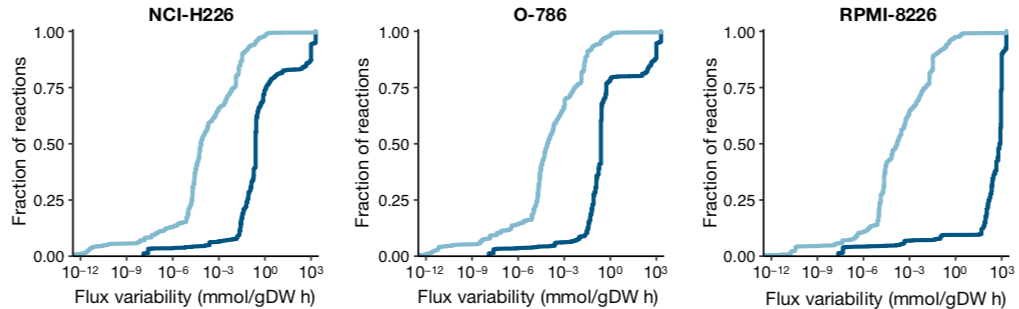 NCI-H226
Fraction of reactions
1.00
0.75
0.50
0.25
0.00
10⁻¹² 10⁻⁹ 10⁻⁶ 10⁻³ 10⁰ 10³
Flux variability (mmol/gDW h)
O-786
Fraction of reactions
1.00
0.75
0.50
0.25
0.00
10⁻¹² 10⁻⁹ 10⁻⁶ 10⁻³ 10⁰ 10³
Flux variability (mmol/gDW h)
RPMI-8226
Fraction of reactions
1.00
0.75
0.50
0.25
0.00
10⁻¹² 10⁻⁹ 10⁻⁶ 10⁻³ 10⁰ 10³
Flux variability (mmol/gDW h)